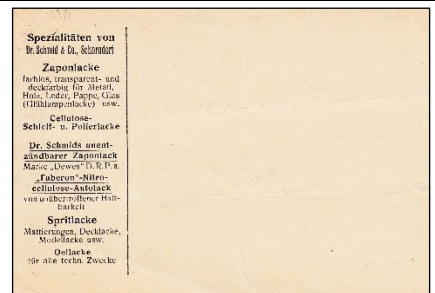 Spezialitäten von
Dr. Schmid & Co., Schorndorf
Zaponlacke
farblos, transparent- und
deckfarbig für Metall,
Holz, Leder, Pappe, Glas
(Glühlampenlacke) usw.
Cellulose-
Schleif- u. Polierlacke
Dr. Schmids unent-
zündbarer Zaponlack
Marke „Dewes“ D.R.P.a.
„Taberon“-Nitro-
cellulose-Autolack
von unübertroffener Halt-
barkeit
Spritlacke
Mattierungen, Decklacke,
Modellacke usw.
Oellacke
für alle techn. Zwecke